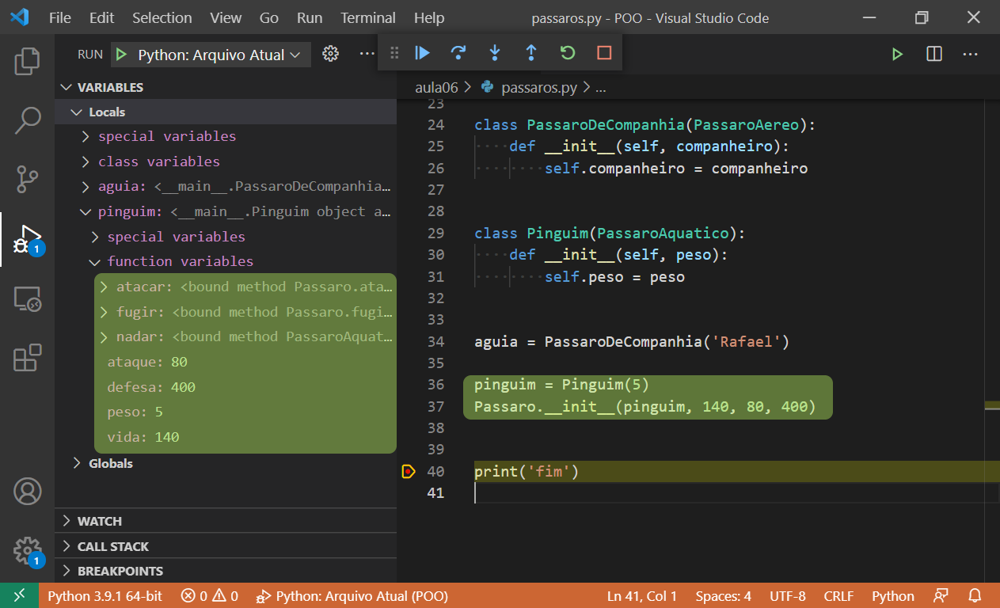 File Edit Selection View Go Run Terminal Help passaros.py - POO - Visual Studio Code
RUN Python: Arquivo Atual
VARIABLES
Locals
special variables
class variables
aguia: <__main__.PassaroDeCompanhia…
pinguim: <__main__.Pinguim object a…
special variables
function variables
atacar: <bound method Passaro.ata…
fugir: <bound method Passaro.fugi…
nadar: <bound method PassaroAquat…
ataque: 80
defesa: 400
peso: 5
vida: 140
Globals
WATCH
CALL STACK
BREAKPOINTS
1
1
aula06 > passaros.py > ...
23
24 class PassaroDeCompanhia(PassaroAereo):
25 ····def __init__(self, companheiro):
26 ········self.companheiro = companheiro
27
28
29 class Pinguim(PassaroAquatico):
30 ····def __init__(self, peso):
31 ········self.peso = peso
32
33
34 aguia = PassaroDeCompanhia('Rafael')
35
36 pinguim = Pinguim(5)
37 Passaro.__init__(pinguim, 140, 80, 400)
38
39
40 print('fim')
41
Python 3.9.1 64-bit 0 0 Python: Arquivo Atual (POO) Ln 41, Col 1 Spaces: 4 UTF-8 CRLF Python